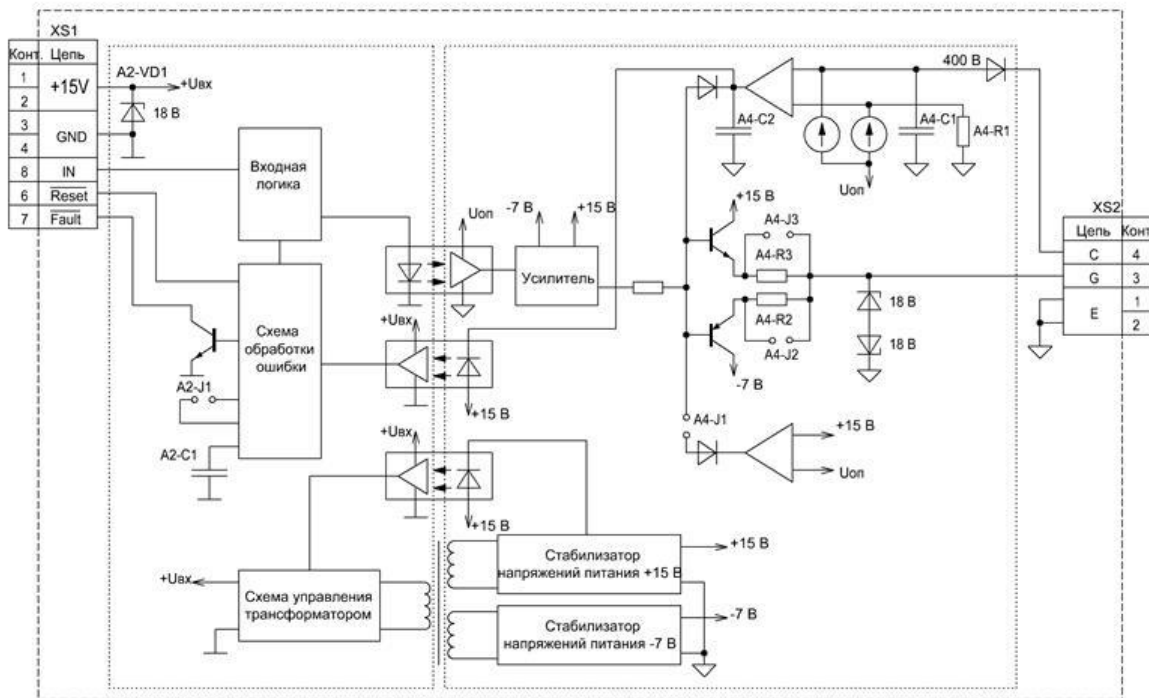 XS1
Конт. Цепь
1
+15V
2
3
GND
4
8 IN
6 Reset
7 Fault
A2-VD1
+Uвх
18 В
Входная
логика
Схема
обработки
ошибки
A2-J1
A2-C1
+Uвх
Схема управления
трансформатором
Uоп
+Uвх
+15 В
+Uвх
+15 В
-7 В
+15 В
Усилитель
400 В
A4-C2
A4-C1
A4-R1
Uоп
+15 В
A4-J3
A4-R3
A4-R2
A4-J2
-7 В
18 В
18 В
A4-J1
+15 В
Uоп
XS2
Цепь Конт
C 4
G 3
E 1
2
Стабилизатор
напряжений питания +15 В
+15 В
Стабилизатор
напряжений питания -7 В
-7 В